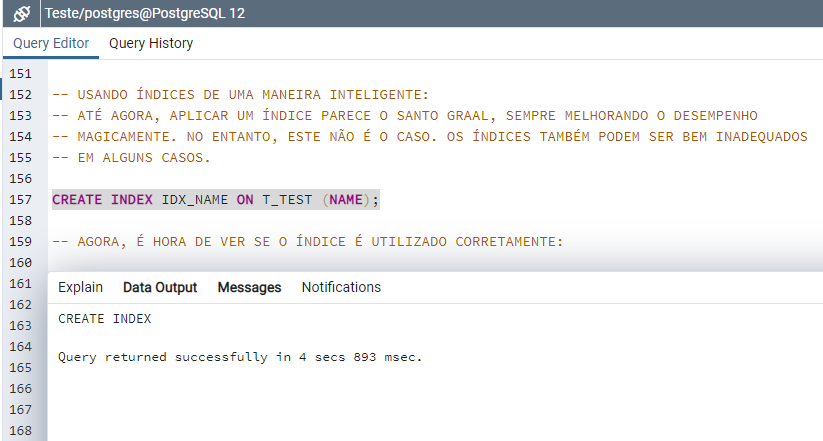 Teste/postgres@PostgreSQL 12
Query Editor Query History
151
152 -- USANDO ÍNDICES DE UMA MANEIRA INTELIGENTE:
153 -- ATÉ AGORA, APLICAR UM ÍNDICE PARECE O SANTO GRAAL, SEMPRE MELHORANDO O DESEMPENHO
154 -- MAGICAMENTE. NO ENTANTO, ESTE NÃO É O CASO. OS ÍNDICES TAMBÉM PODEM SER BEM INADEQUADOS
155 -- EM ALGUNS CASOS.
156
157 CREATE INDEX IDX_NAME ON T_TEST (NAME);
158
159 -- AGORA, É HORA DE VER SE O ÍNDICE É UTILIZADO CORRETAMENTE:
160
161
162
163
164
165
166
167
168
Explain Data Output Messages Notifications
CREATE INDEX
Query returned successfully in 4 secs 893 msec.